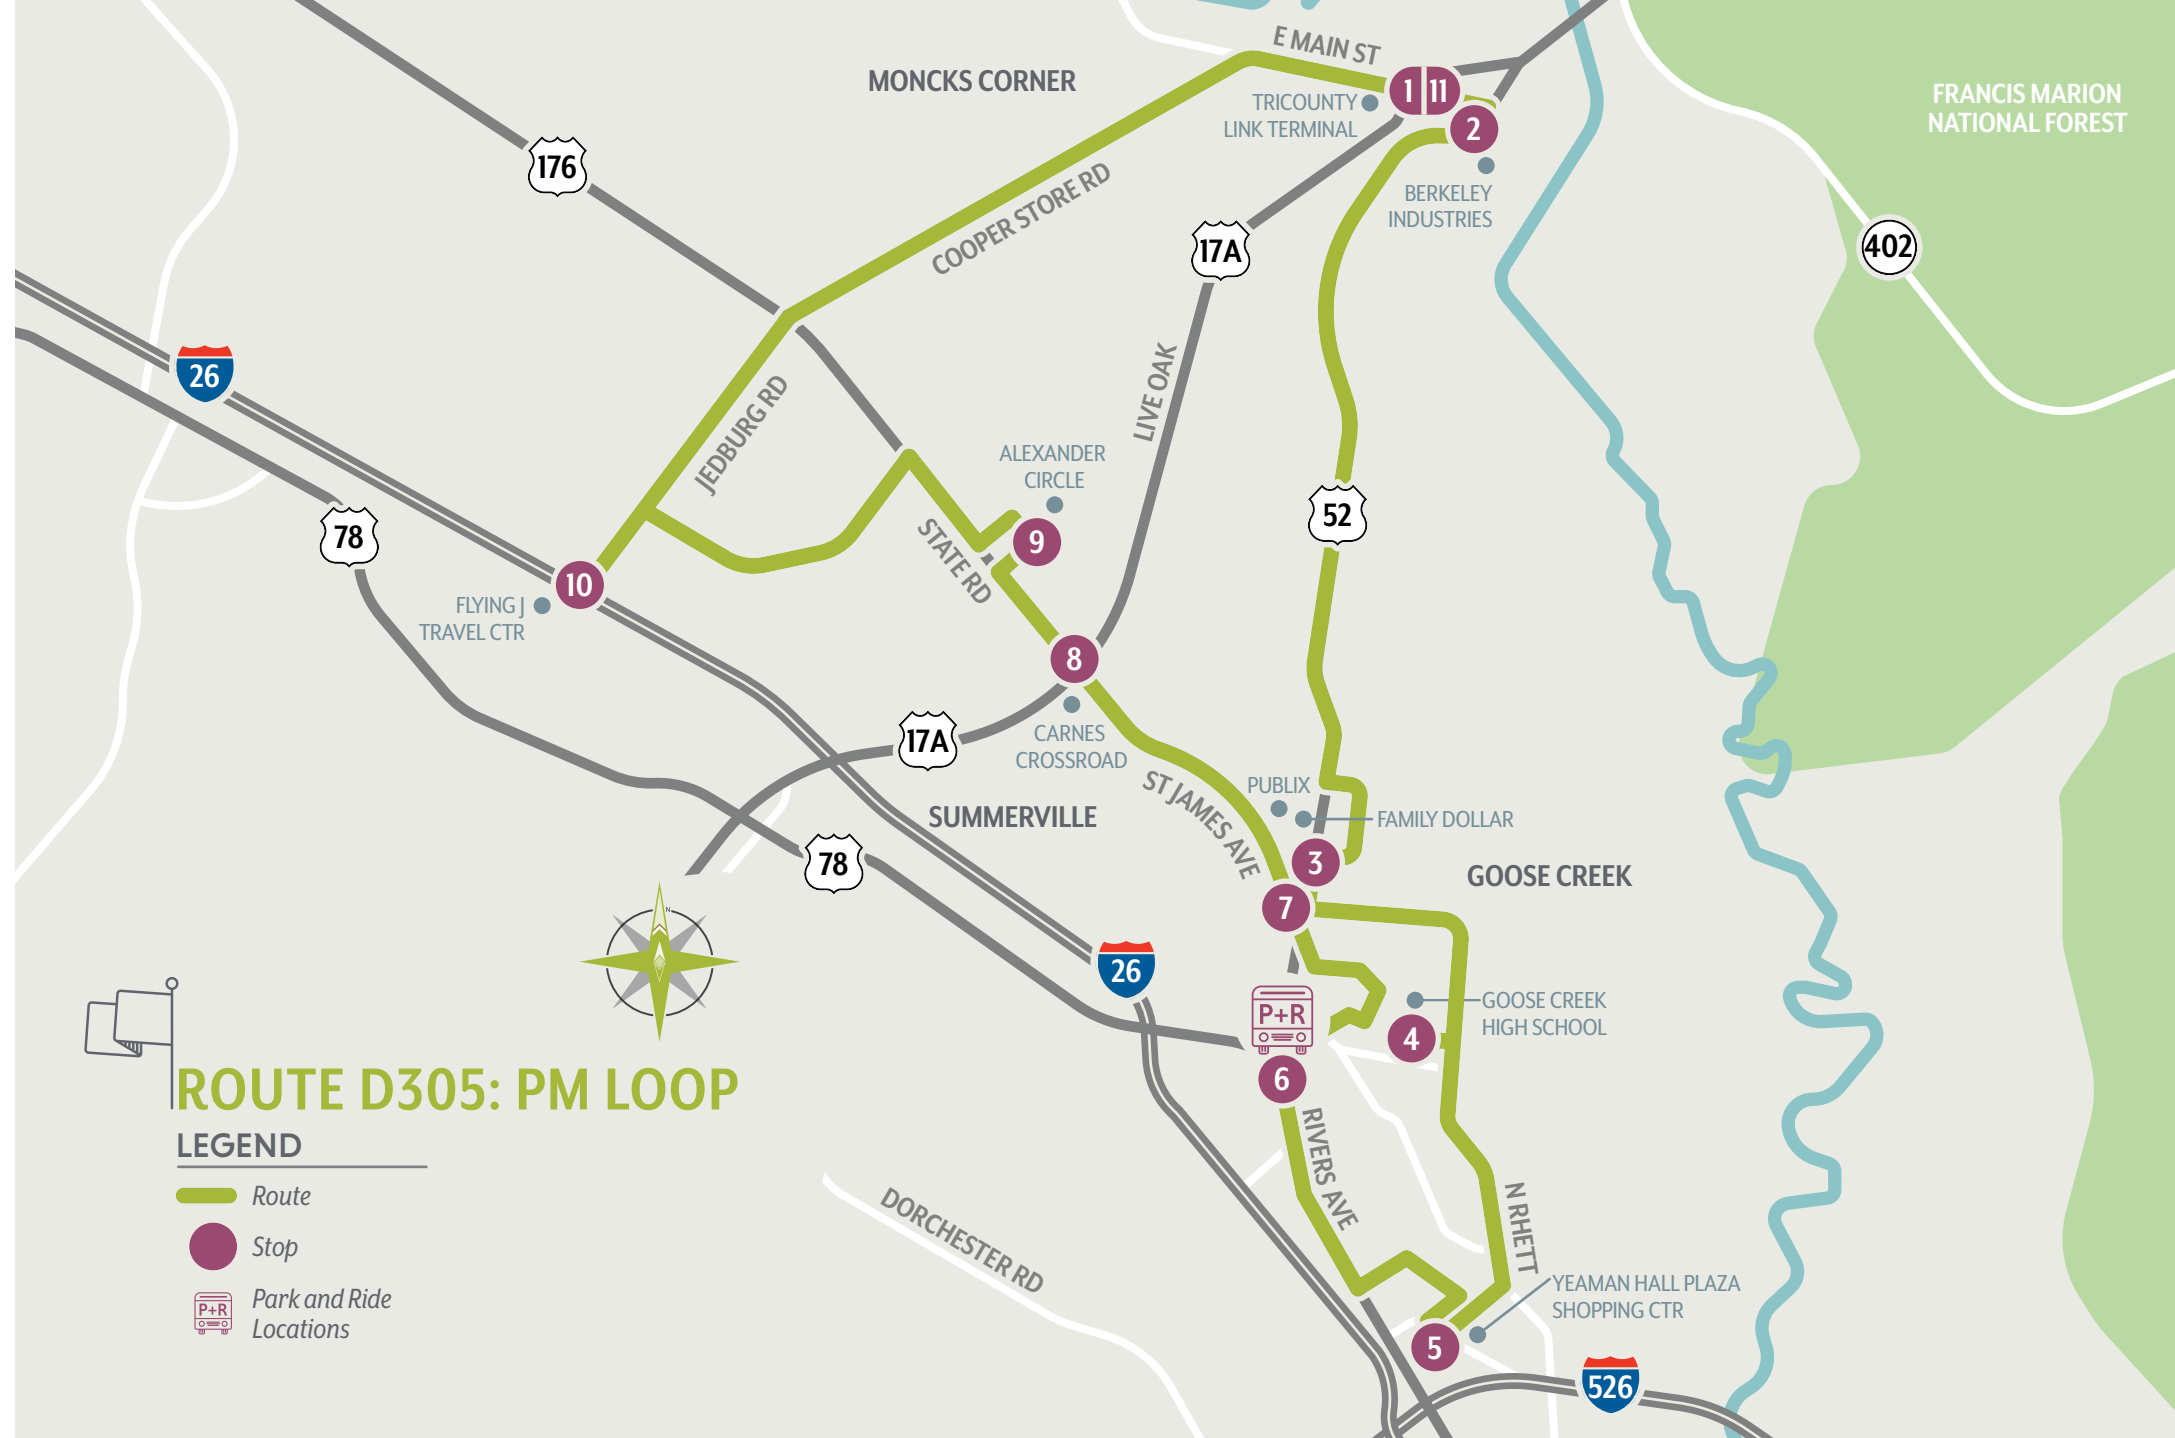 E MAIN ST
MONCKS CORNER
1 11
TRICOUNTY
LINK TERMINAL
2
FRANCIS MARION
NATIONAL FOREST
176
BERKELEY
INDUSTRIES
COOPER STORE RD
17A
402
26
JEDBURG RD
LIVE OAK
ALEXANDER
CIRCLE
52
78
STATE RD
9
10
FLYING J
TRAVEL CTR
8
17A
CARNES
CROSSROAD
ST JAMES AVE
PUBLIX
SUMMERVILLE
FAMILY DOLLAR
78
3
GOOSE CREEK
7
N
26
P+R
GOOSE CREEK
HIGH SCHOOL
4
6
ROUTE D305: PM LOOP
LEGEND
Route
Stop
P+R
Park and Ride
Locations
RIVERS AVE
N RHETT
DORCHESTER RD
YEAMAN HALL PLAZA
SHOPPING CTR
5
526